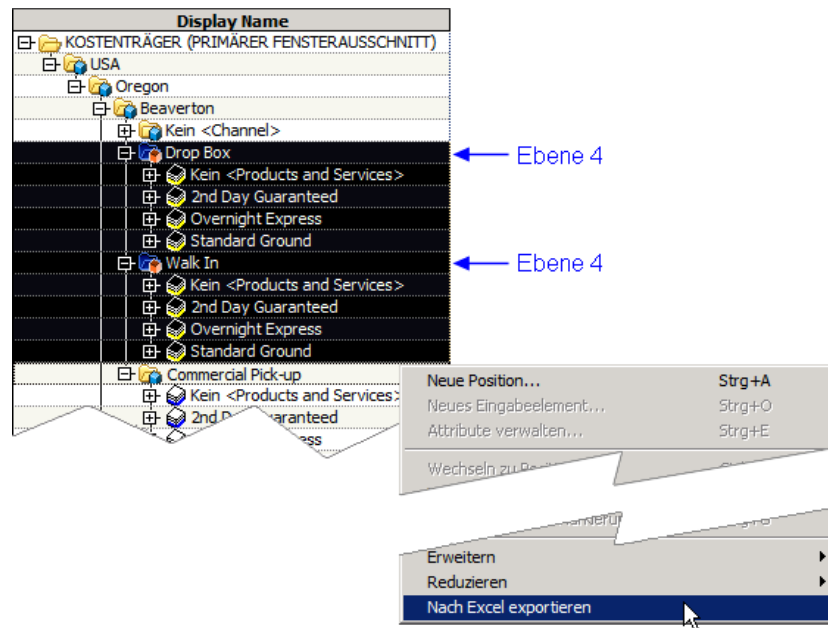 Display Name
KOSTENTRÄGER (PRIMÄRER FENSTERAUSSCHNITT)
USA
Oregon
Beaverton
Kein <Channel>
Drop Box
Ebene 4
Kein <Products and Services>
2nd Day Guaranteed
Overnight Express
Standard Ground
Walk In
Ebene 4
Kein <Products and Services>
2nd Day Guaranteed
Overnight Express
Standard Ground
Commercial Pick-up
Kein <Products and Services>
2nd
Neue Position... Strg+A
Neues Eingabeelement... Strg+O
Attribute verwalten... Strg+E
Wechseln zu
Erweitern
Reduzieren
Nach Excel exportieren